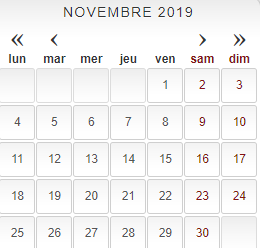 NOVEMBRE 2019
« ‹ › »
lun mar mer jeu ven sam dim
1 2 3
4 5 6 7 8 9 10
11 12 13 14 15 16 17
18 19 20 21 22 23 24
25 26 27 28 29 30